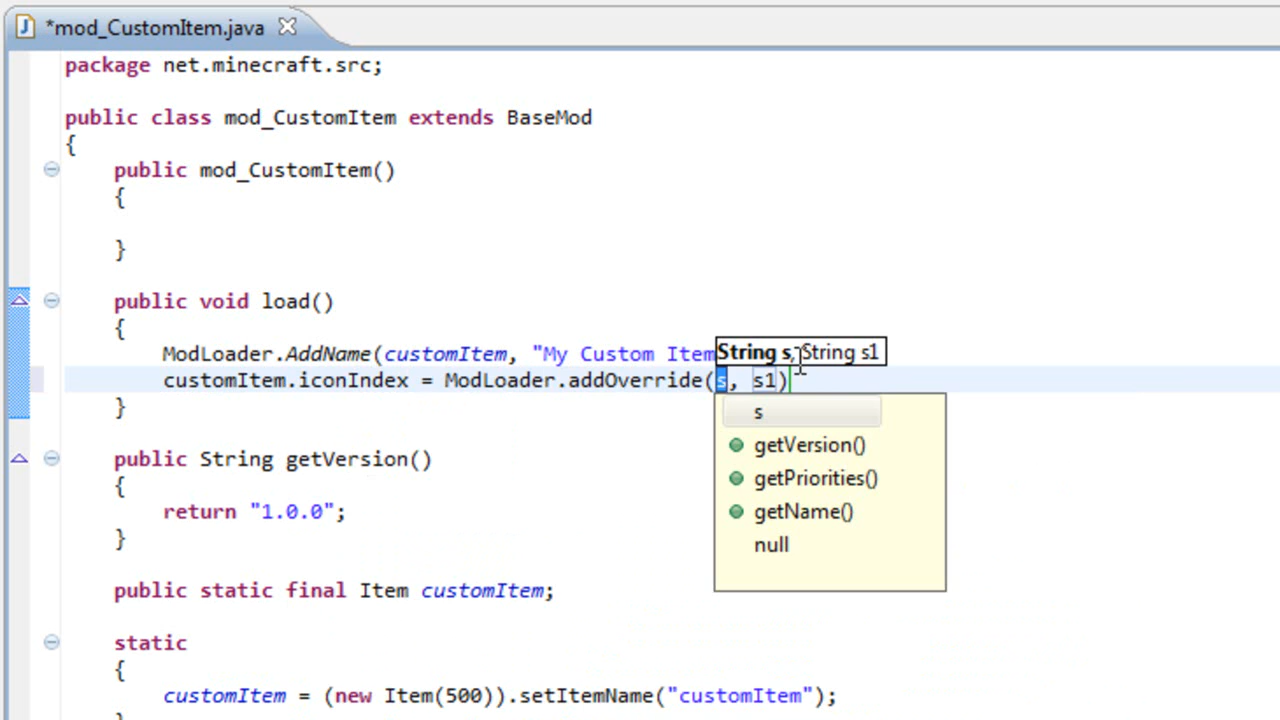 *mod_CustomItem.java
package net.minecraft.src;
public class mod_CustomItem extends BaseMod
{
public mod_CustomItem()
{
}
public void load()
{
ModLoader.AddName(customItem, "My Custom Item
String s, String s1
customItem.iconIndex = ModLoader.addOverride(s, s1)
}
s
getVersion()
getPriorities()
getName()
null
public String getVersion()
{
return "1.0.0";
}
public static final Item customItem;
static
{
customItem = (new Item(500)).setItemName("customItem");
}